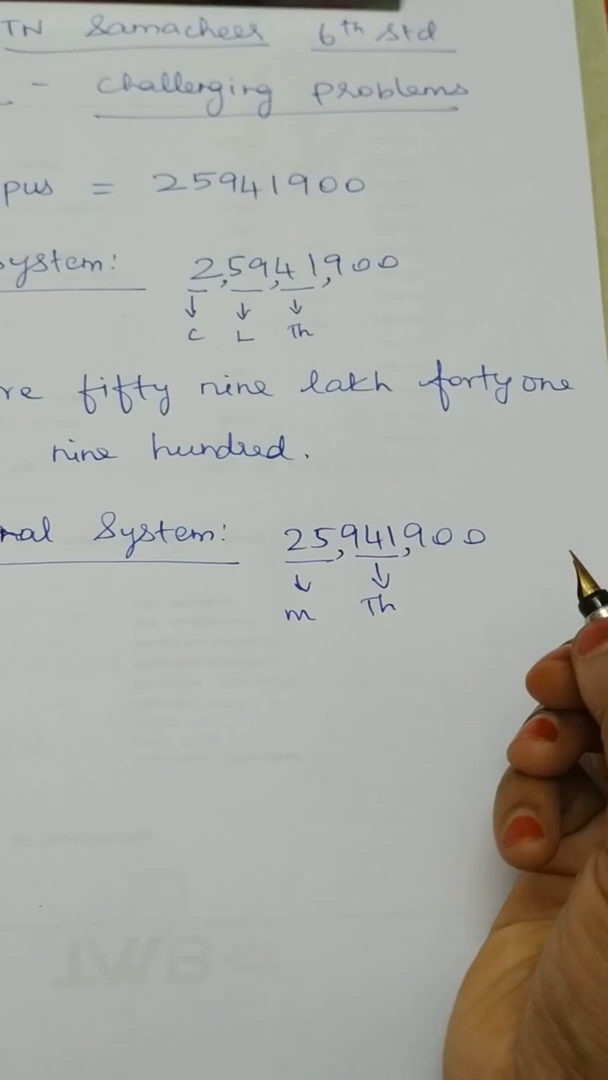 TN Samacheer 6th Std
- Challenging problems
pus = 25941900
System: 2,59,41,900
C L Th
re fifty nine lakh forty one
nine hundred.
nal System: 25,941,900
m Th